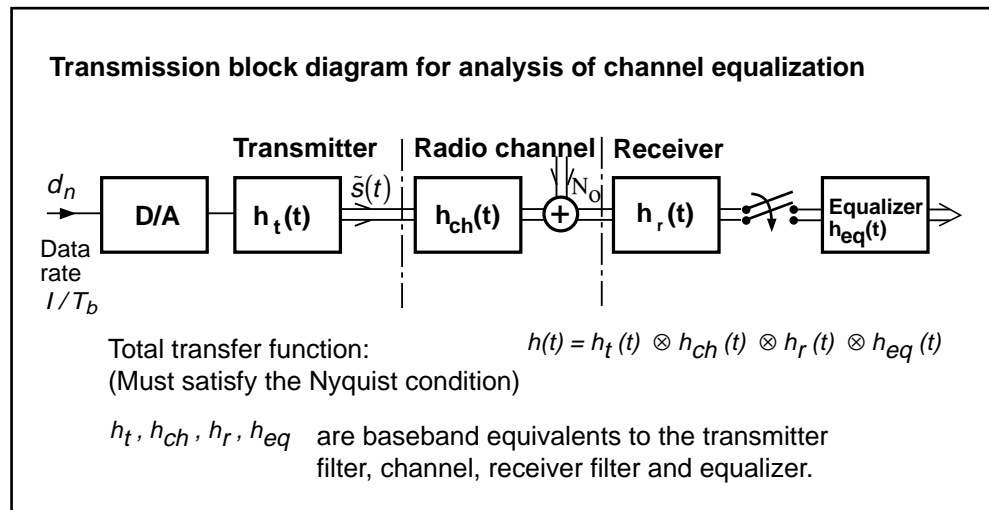 Transmission block diagram for analysis of channel equalization
Transmitter Radio channel Receiver
d_n s̃(t) N_o
D/A h_t(t) h_ch(t) + h_r(t) Equalizer
h_eq(t)
Data
rate
I / T_b
Total transfer function: h(t) = h_t (t) ⊗ h_ch (t) ⊗ h_r (t) ⊗ h_eq (t)
(Must satisfy the Nyquist condition)
h_t , h_ch , h_r , h_eq are baseband equivalents to the transmitter
filter, channel, receiver filter and equalizer.